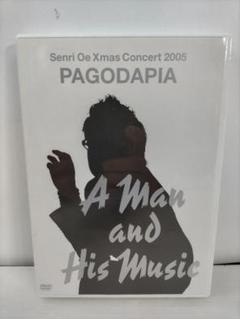 Senri Oe Xmas Concert 2005
PAGODAPIA
A Man
and
His Music
DVD